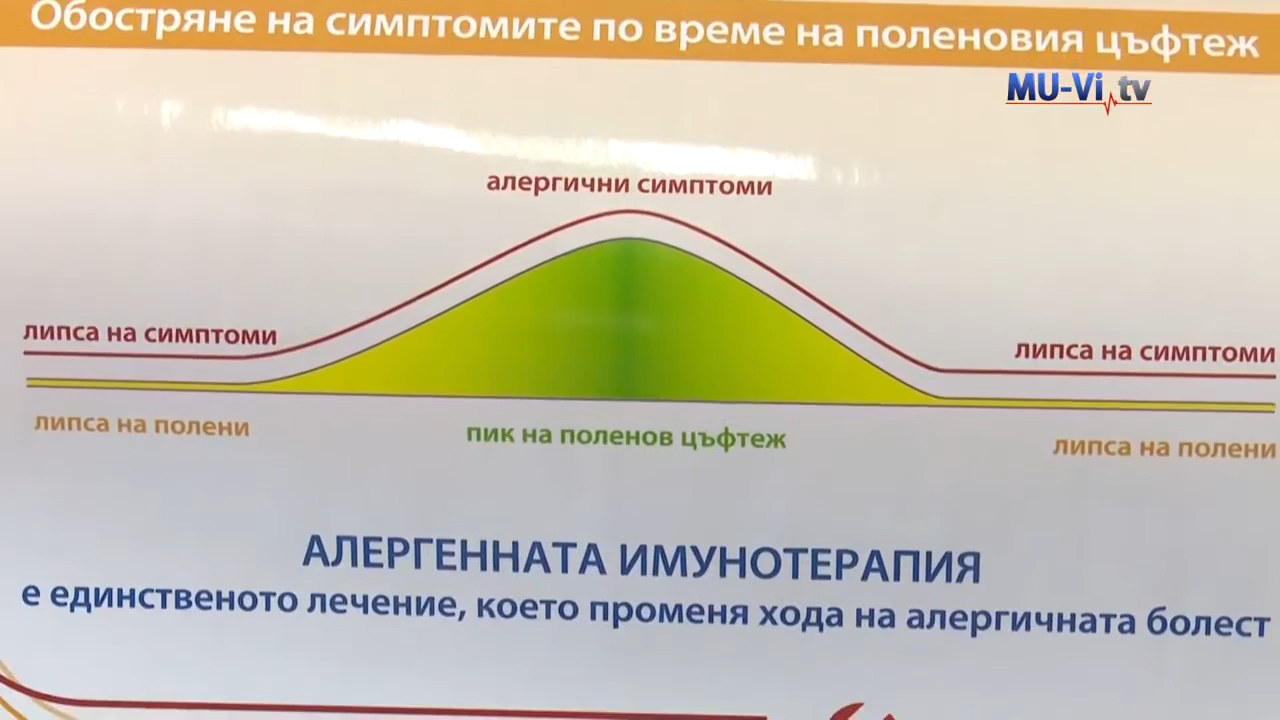 Обостряне на симптомите по време на поленовия цъфтеж
MU-Vi.tv
алергични симптоми
липса на симптоми
липса на симптоми
липса на полени
пик на поленов цъфтеж
липса на полени
АЛЕРГЕННАТА ИМУНОТЕРАПИЯ
е единственото лечение, което променя хода на алергичната болест